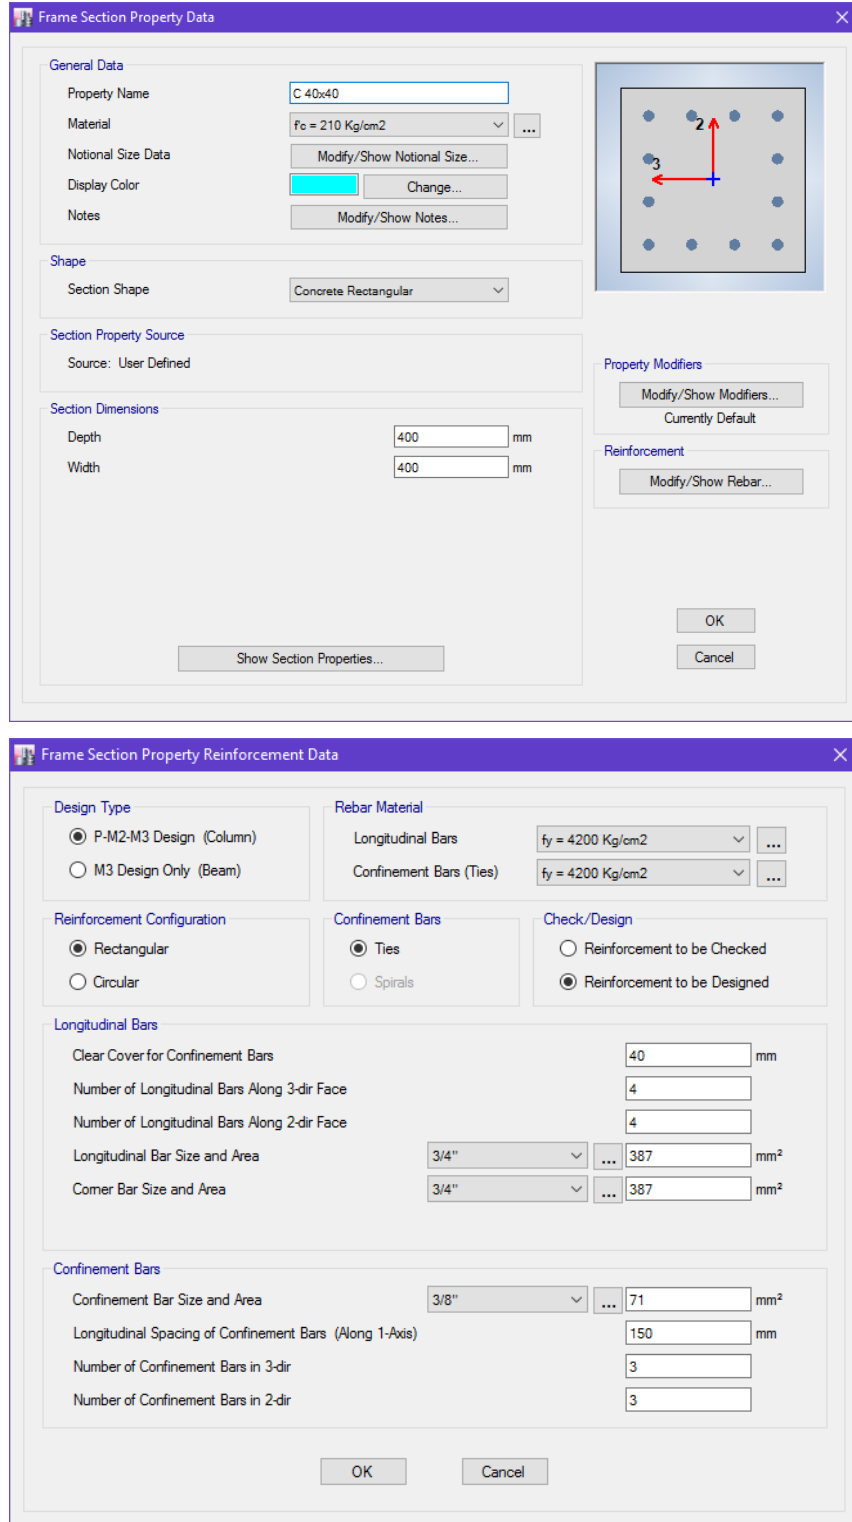 Frame Section Property Data
General Data
Property Name C 40x40
Material f'c = 210 Kg/cm2 ...
Notional Size Data Modify/Show Notional Size...
Display Color Change...
Notes Modify/Show Notes...
2
3
Shape
Section Shape Concrete Rectangular
Section Property Source
Source: User Defined
Property Modifiers
Modify/Show Modifiers...
Currently Default
Section Dimensions
Depth 400 mm
Width 400 mm
Reinforcement
Modify/Show Rebar...
OK
Show Section Properties... Cancel
Frame Section Property Reinforcement Data
Design Type
P-M2-M3 Design (Column)
M3 Design Only (Beam)
Rebar Material
Longitudinal Bars fy = 4200 Kg/cm2 ...
Confinement Bars (Ties) fy = 4200 Kg/cm2 ...
Reinforcement Configuration
Rectangular
Circular
Confinement Bars
Ties
Spirals
Check/Design
Reinforcement to be Checked
Reinforcement to be Designed
Longitudinal Bars
Clear Cover for Confinement Bars 40 mm
Number of Longitudinal Bars Along 3-dir Face 4
Number of Longitudinal Bars Along 2-dir Face 4
Longitudinal Bar Size and Area 3/4" ... 387 mm²
Corner Bar Size and Area 3/4" ... 387 mm²
Confinement Bars
Confinement Bar Size and Area 3/8" ... 71 mm²
Longitudinal Spacing of Confinement Bars (Along 1-Axis) 150 mm
Number of Confinement Bars in 3-dir 3
Number of Confinement Bars in 2-dir 3
OK Cancel